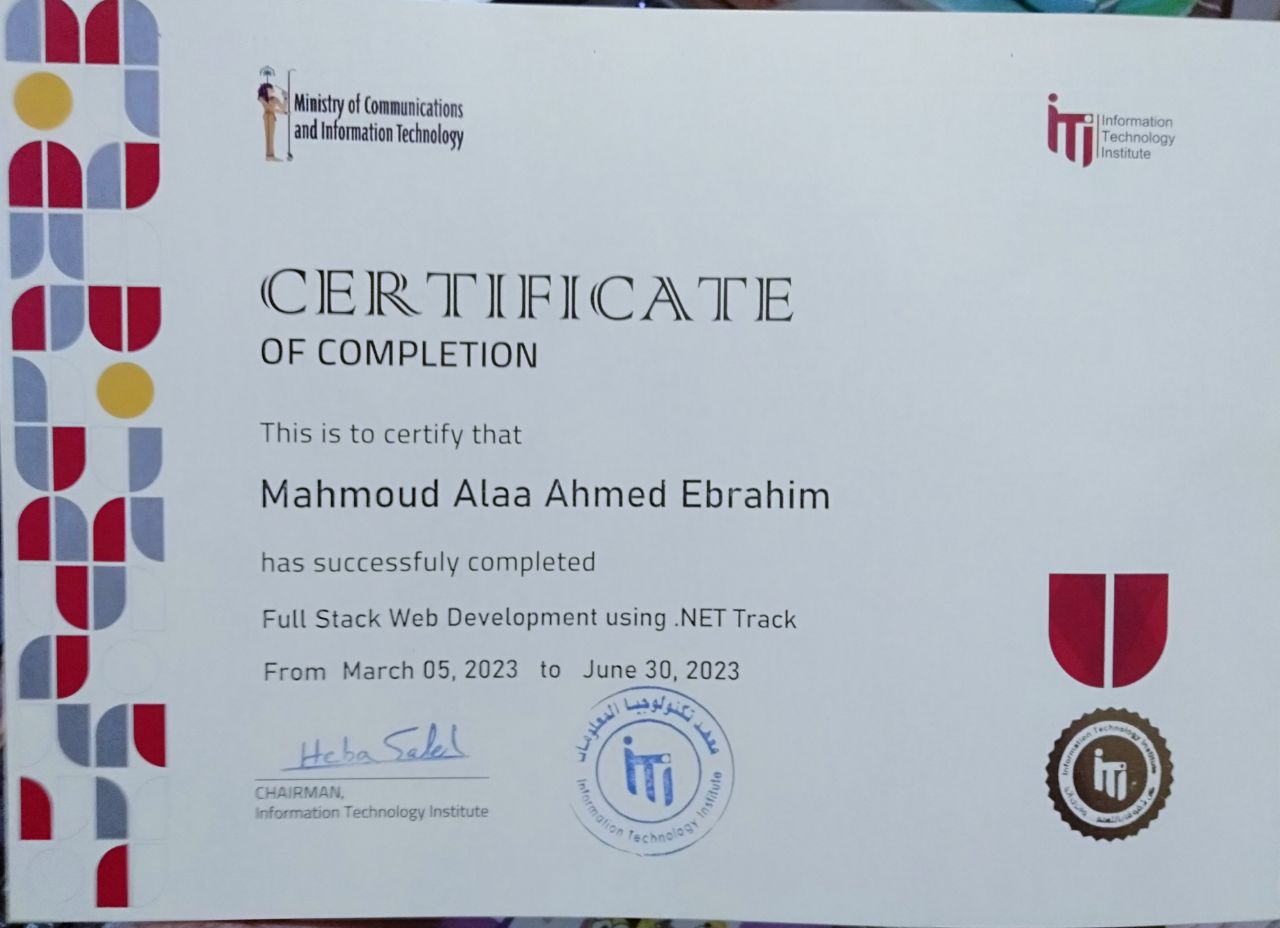 Ministry of Communications
and Information Technology
iTi
Information
Technology
Institute
CERTIFICATE
OF COMPLETION
This is to certify that
Mahmoud Alaa Ahmed Ebrahim
has successfuly completed
Full Stack Web Development using .NET Track
From March 05, 2023 to June 30, 2023
Heba Saleh
CHAIRMAN,
Information Technology Institute
معهد تكنولوجيا المعلومات
iTi
Information Technology Institute
Information Technology Institute
iTi